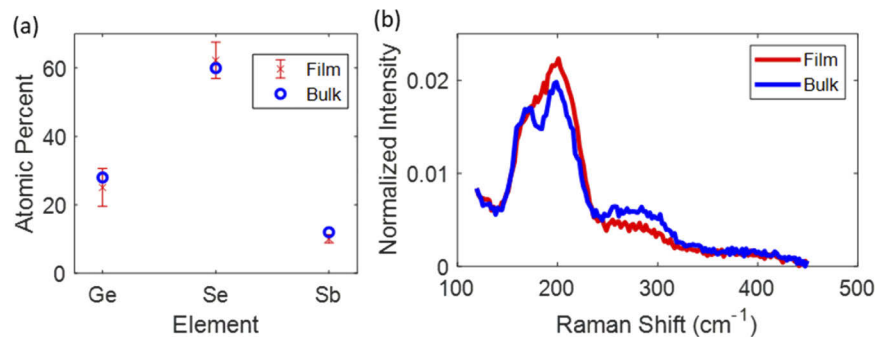 (a)
Atomic Percent
60
40
20
0
Film
Bulk
Ge
Se
Sb
Element
(b)
Normalized Intensity
0.02
0.01
0
Film
Bulk
100
200
300
400
500
Raman Shift (cm⁻¹)